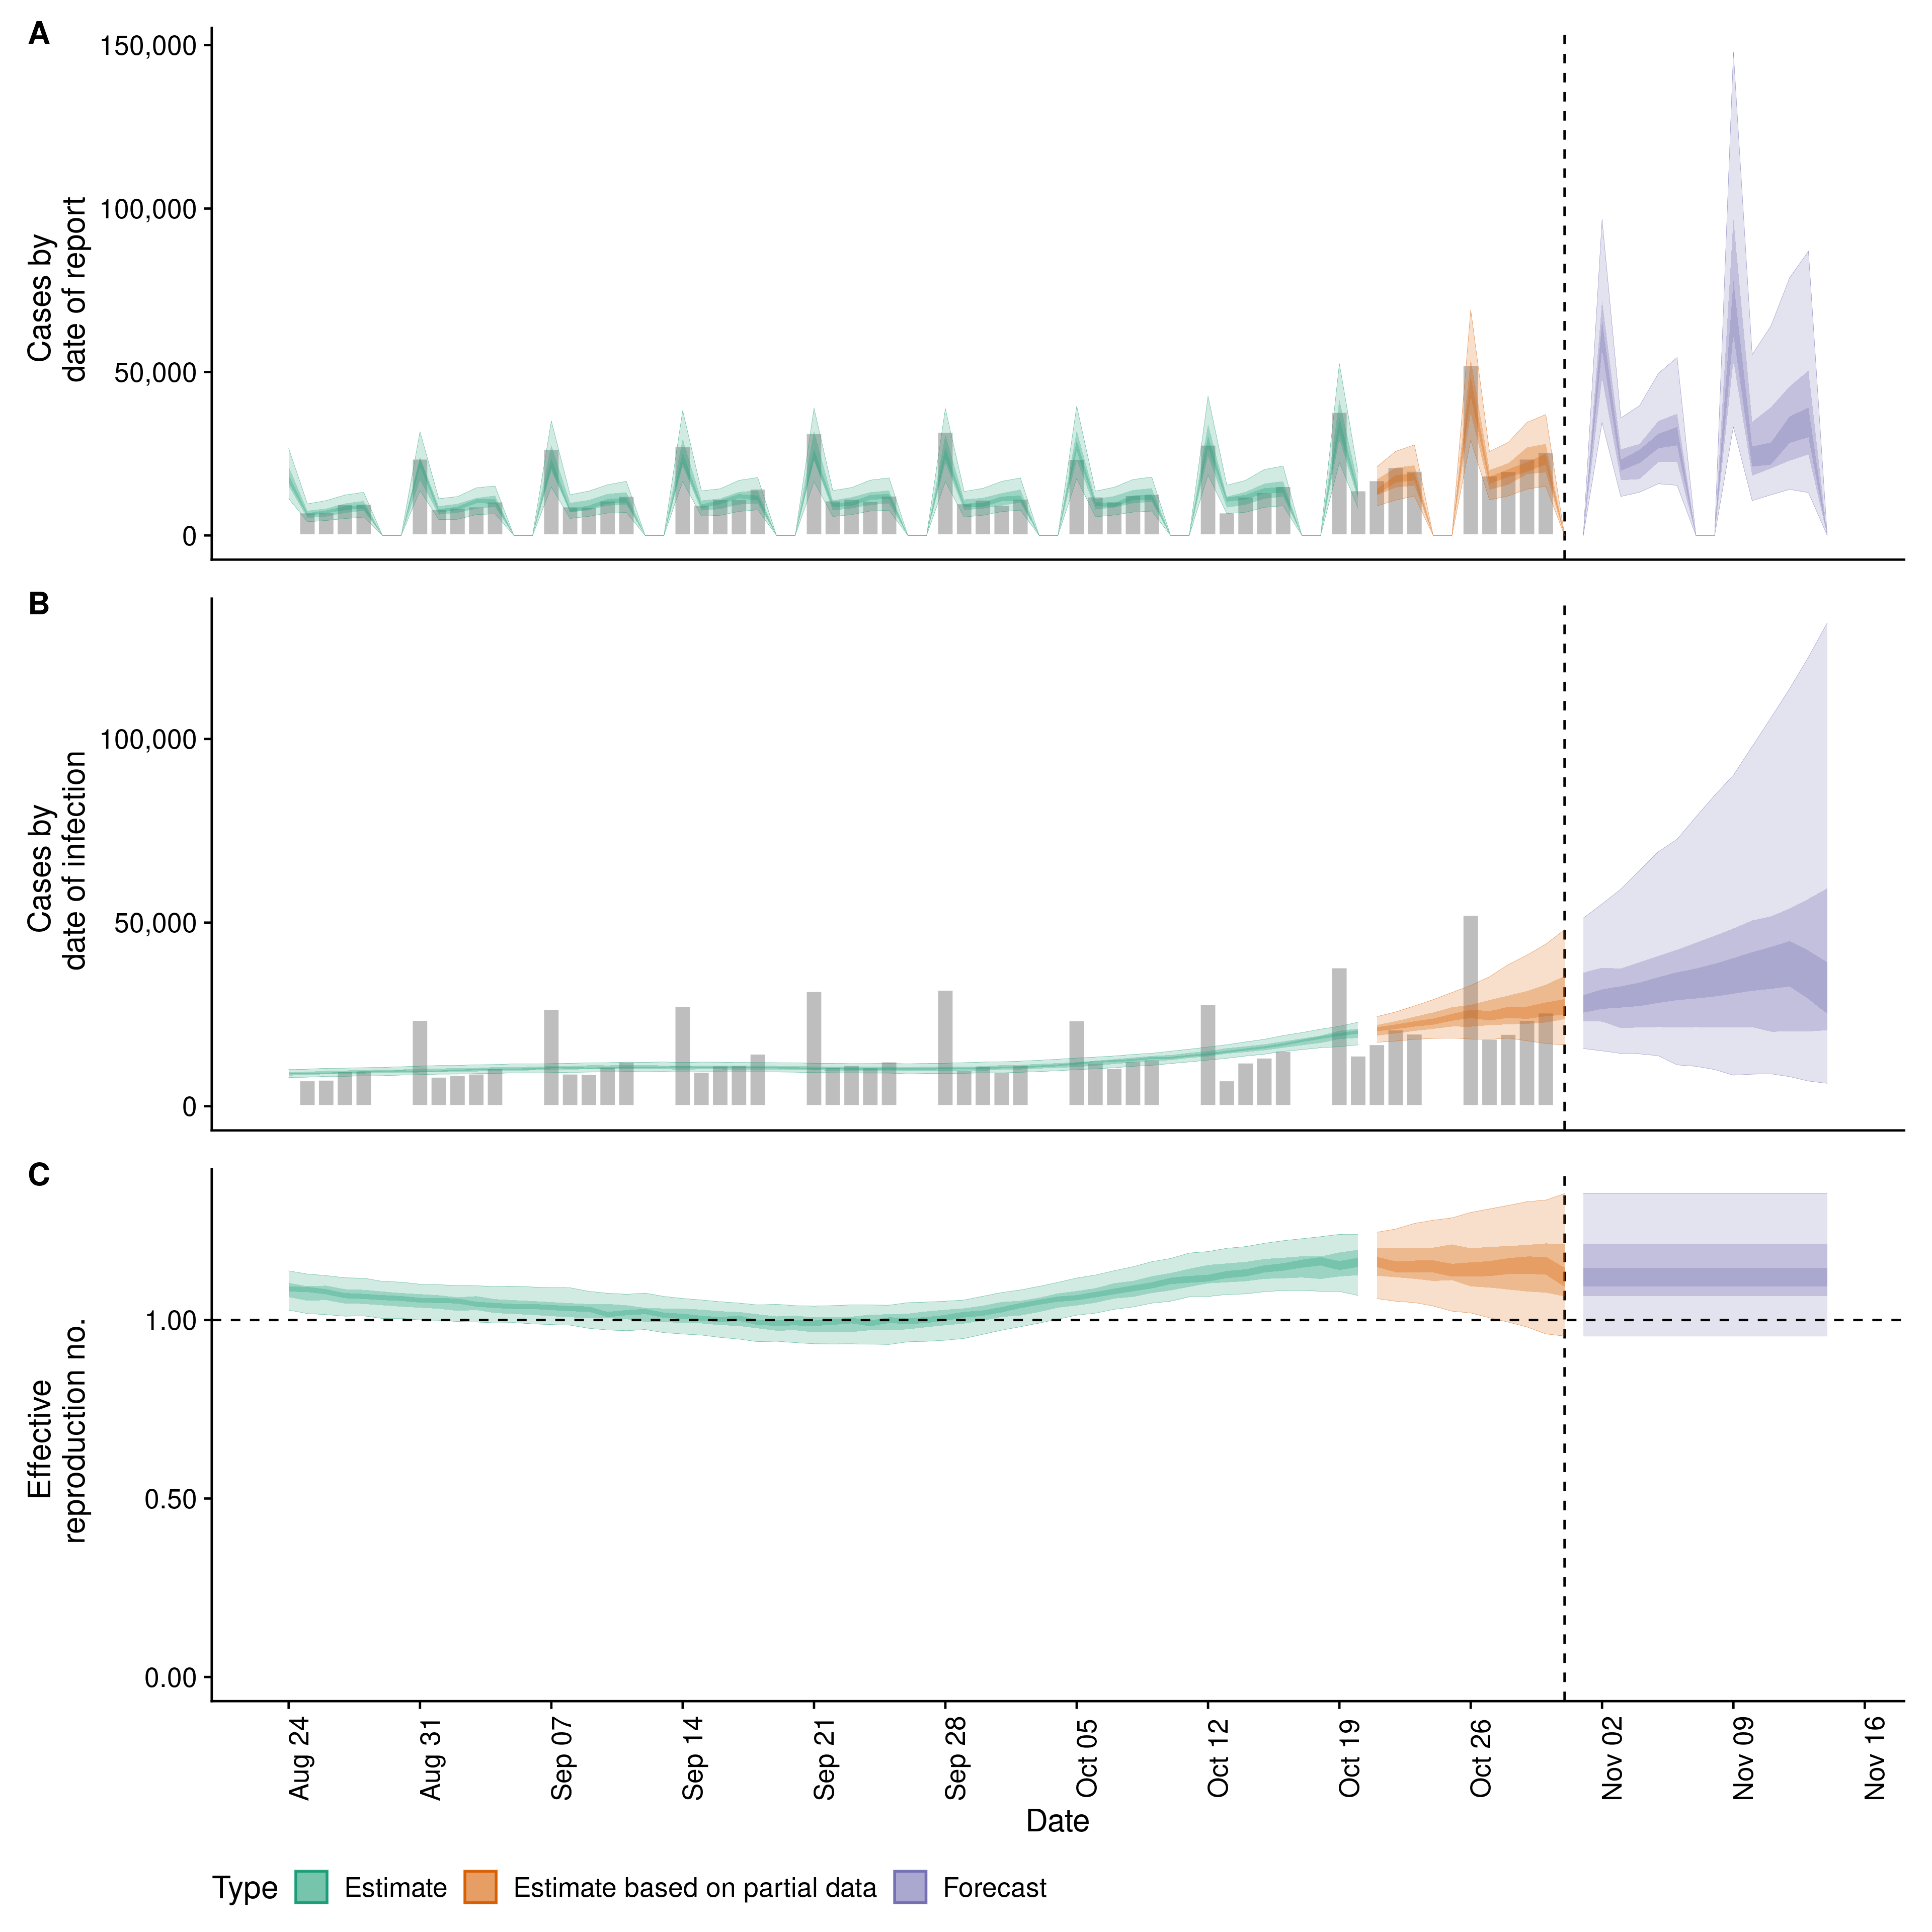 A
150,000
100,000
50,000
0
Cases by
date of report
B
100,000
50,000
0
Cases by
date of infection
C
1.00
0.50
0.00
Effective
reproduction no.
Aug 24
Aug 31
Sep 07
Sep 14
Sep 21
Sep 28
Oct 05
Oct 12
Oct 19
Oct 26
Nov 02
Nov 09
Nov 16
Date
Type Estimate Estimate based on partial data Forecast